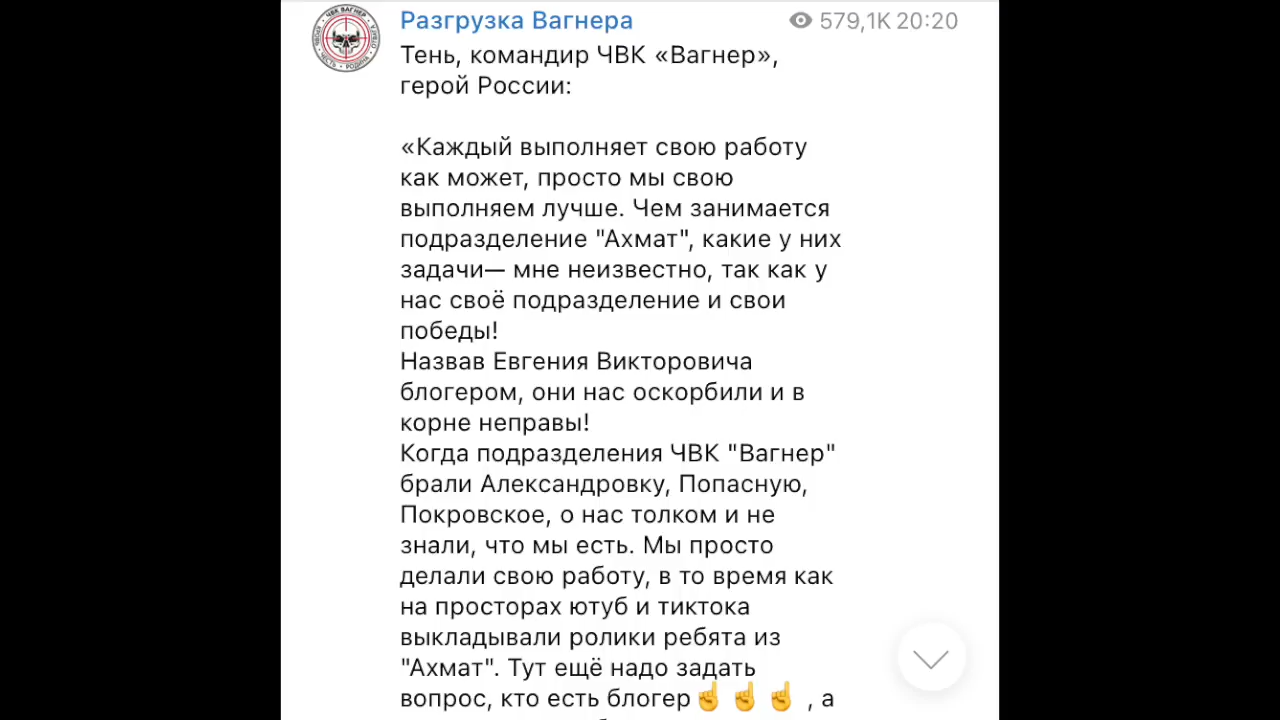 Разгрузка Вагнера 579,1K 20:20
Тень, командир ЧВК «Вагнер»,
герой России:
«Каждый выполняет свою работу
как может, просто мы свою
выполняем лучше. Чем занимается
подразделение "Ахмат", какие у них
задачи— мне неизвестно, так как у
нас своё подразделение и свои
победы!
Назвав Евгения Викторовича
блогером, они нас оскорбили и в
корне неправы!
Когда подразделения ЧВК "Вагнер"
брали Александровку, Попасную,
Покровское, о нас толком и не
знали, что мы есть. Мы просто
делали свою работу, в то время как
на просторах ютуб и тиктока
выкладывали ролики ребята из
"Ахмат". Тут ещё надо задать
вопрос, кто есть блогер☝️☝️☝️ , а